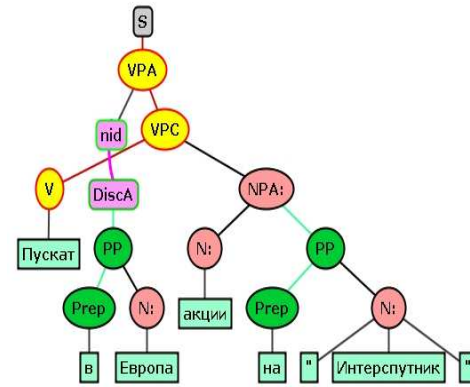 S
VPA
nid VPC
V DiscA NPA:
Пускат PP N: PP
Prep N: акции Prep N:
в Европа на " Интерспутник "